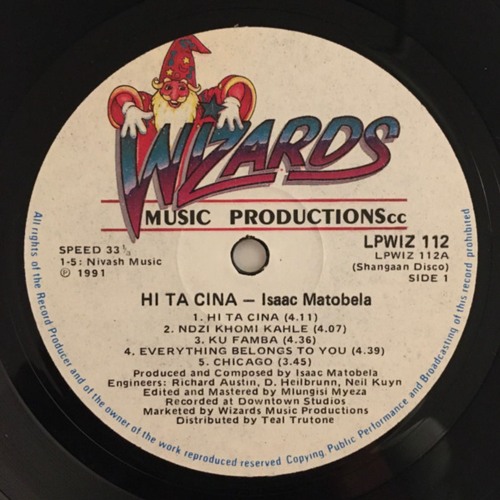 WIZARDS
MUSIC PRODUCTIONScc
SPEED 33 1/3
1-5: Nivash Music
℗ 1991
LPWIZ 112
LPWIZ 112A
(Shangaan Disco)
SIDE 1
HI TA CINA – Isaac Matobela
1. HI TA CINA (4.11)
2. NDZI KHOMI KAHLE (4.07)
3. KU FAMBA (4.36)
4. EVERYTHING BELONGS TO YOU (4.39)
5. CHICAGO (3.45)
Produced and Composed by Isaac Matobela
Engineers: Richard Austin, D. Heilbrunn, Neil Kuyn
Edited and Mastered by Mlungisi Myeza
Recorded at Downtown Studios
Marketed by Wizards Music Productions
Distributed by Teal Trutone
All rights of the Record Producer and of the owner of the work reproduced reserved Copying Public Performance and Broadcasting of this record prohibited